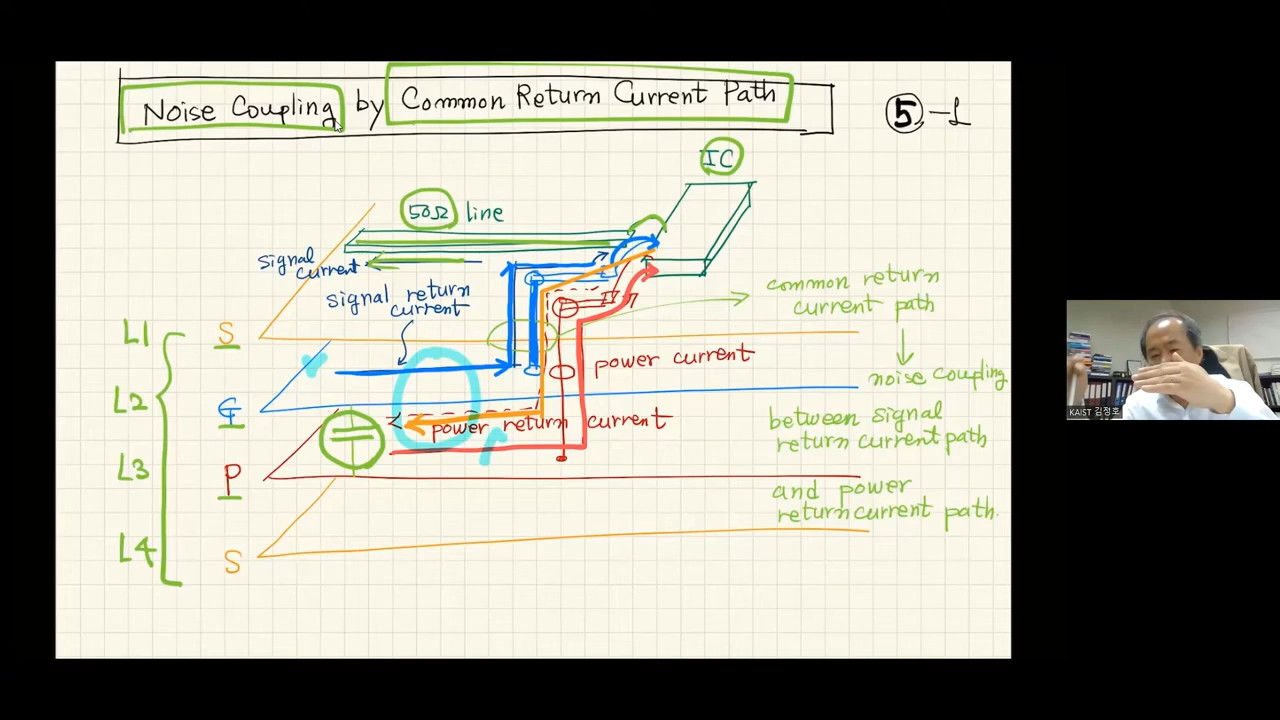 Noise Coupling by Common Return Current Path
⑤-1
IC
50Ω line
signal current
signal return current
common return current path
noise coupling
between signal return current path
and power return current path.
power current
power return current
L1 S
L2 G
L3 P
L4 S
KAIST 김정호